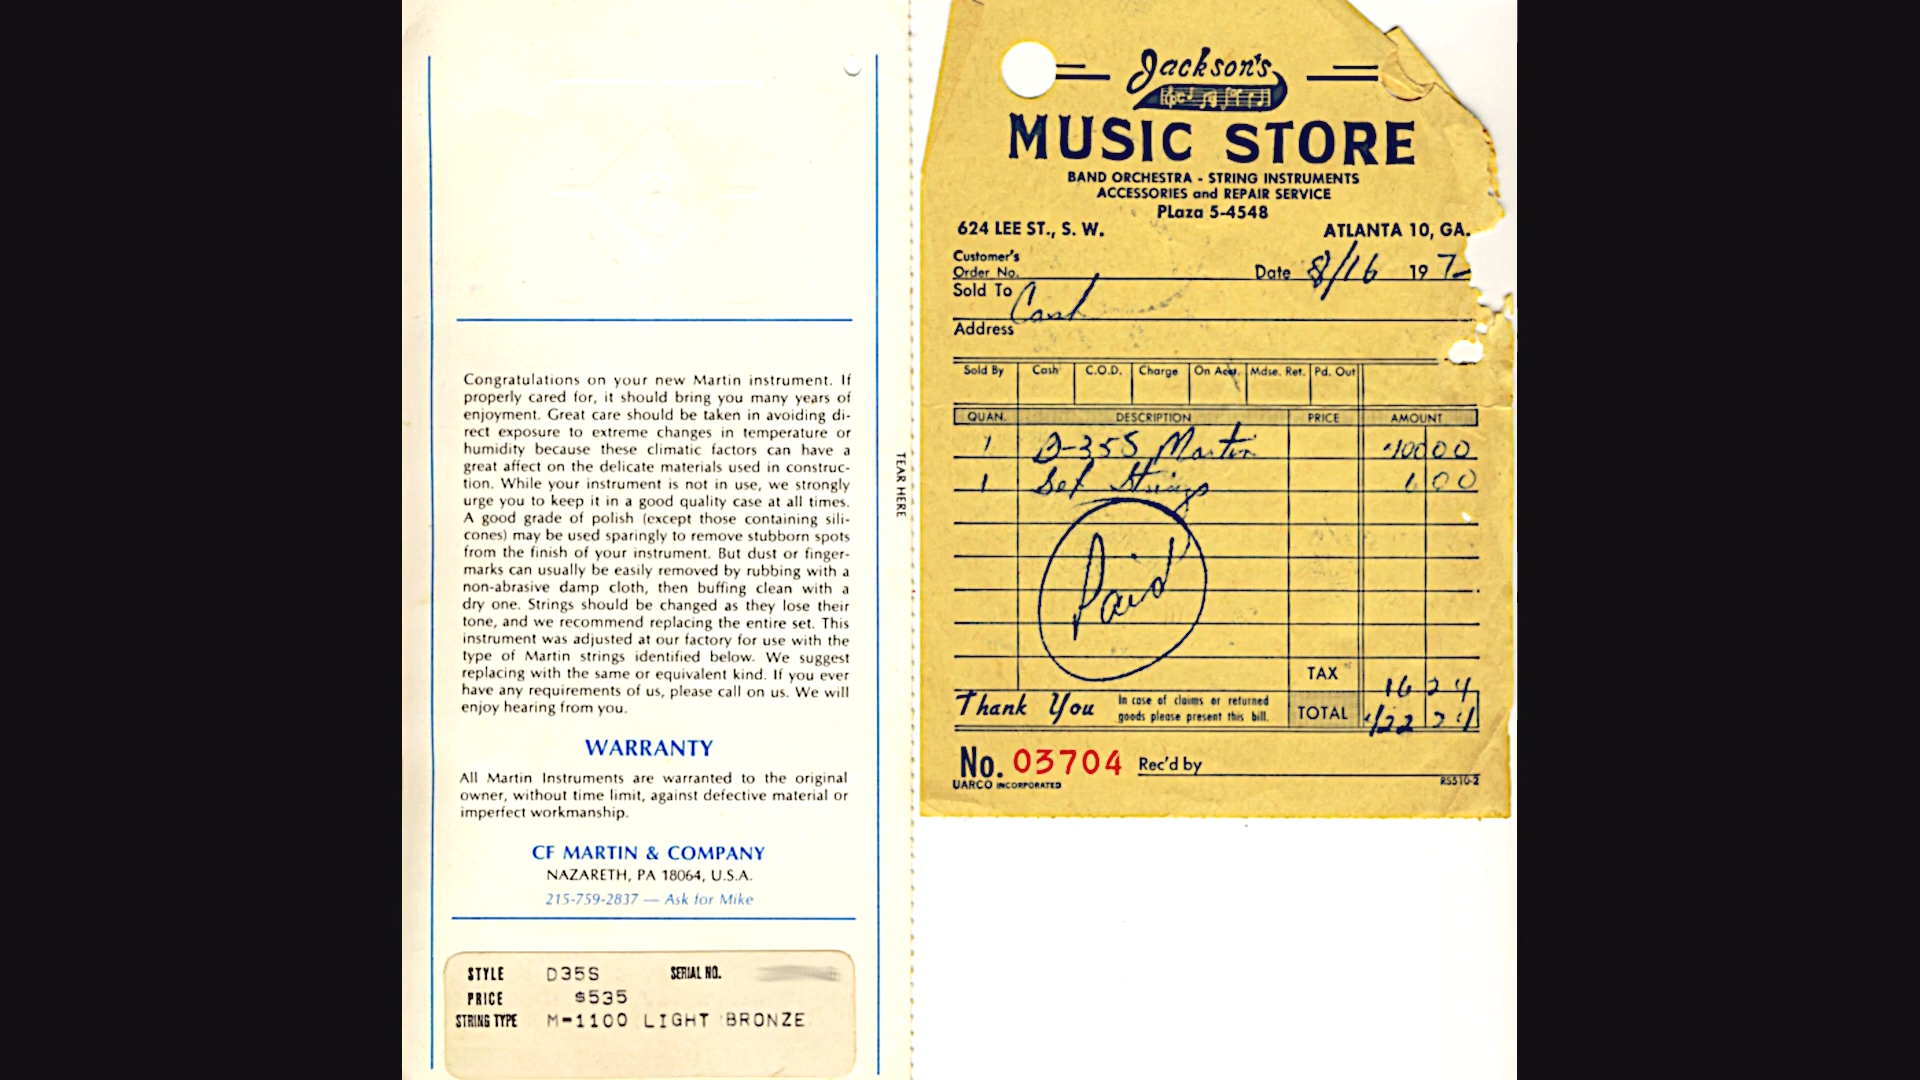 Congratulations on your new Martin instrument. If
properly cared for, it should bring you many years of
enjoyment. Great care should be taken in avoiding di-
rect exposure to extreme changes in temperature or
humidity because these climatic factors can have a
great affect on the delicate materials used in construc-
tion. While your instrument is not in use, we strongly
urge you to keep it in a good quality case at all times.
A good grade of polish (except those containing sili-
cones) may be used sparingly to remove stubborn spots
from the finish of your instrument. But dust or finger-
marks can usually be easily removed by rubbing with a
non-abrasive damp cloth, then buffing clean with a
dry one. Strings should be changed as they lose their
tone, and we recommend replacing the entire set. This
instrument was adjusted at our factory for use with the
type of Martin strings identified below. We suggest
replacing with the same or equivalent kind. If you ever
have any requirements of us, please call on us. We will
enjoy hearing from you.
WARRANTY
All Martin Instruments are warranted to the original
owner, without time limit, against defective material or
imperfect workmanship.
CF MARTIN & COMPANY
NAZARETH, PA 18064, U.S.A.
215-759-2837 — Ask for Mike
STYLE D35S SERIAL NO.
PRICE $535
STRING TYPE M-1100 LIGHT BRONZE
TEAR HERE
Jackson's
MUSIC STORE
BAND ORCHESTRA - STRING INSTRUMENTS
ACCESSORIES and REPAIR SERVICE
PLaza 5-4548
624 LEE ST., S. W. ATLANTA 10, GA.
Customer's
Order No. Date 8/16 197
Sold To Cash
Address
Sold By Cash C.O.D. Charge On Acct. Mdse. Ret. Pd. Out
QUAN. DESCRIPTION PRICE AMOUNT
1 D-35S Martin 00
1 Set Strings 00
Paid
TAX 16 24
Thank You In case of claims or returned
goods please present this bill. TOTAL 24
No. 03704 Rec'd by
UARCO INCORPORATED RS510-2